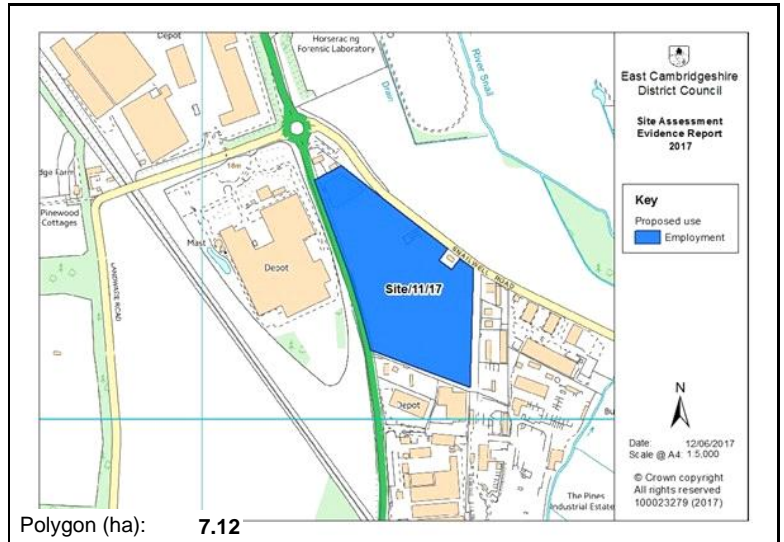 Depot
Horseracing
Forensic Laboratory
River Snail
Drain
18m
dge Farm
Pinewood
Cottages
LANDWADE ROAD
Mast
Depot
SNAILWELL ROAD
Site/11/17
Depot
Bu
The Pines
Industrial Estate
East Cambridgeshire
District Council
Site Assessment
Evidence Report
2017
Key
Proposed use
Employment
N
Date: 12/06/2017
Scale @ A4: 1:5,000
© Crown copyright
All rights reserved
100023279 (2017)
Polygon (ha): 7.12